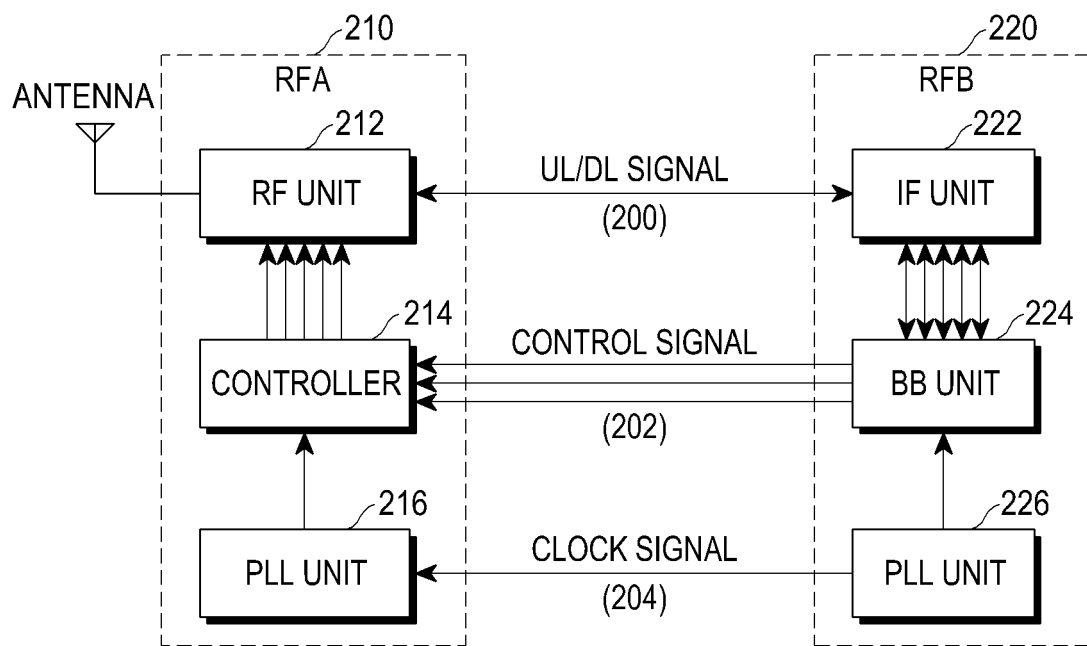 210
220
RFA
RFB
ANTENNA
212
222
RF UNIT
UL/DL SIGNAL
(200)
IF UNIT
214
224
CONTROLLER
CONTROL SIGNAL
(202)
BB UNIT
216
226
PLL UNIT
CLOCK SIGNAL
(204)
PLL UNIT